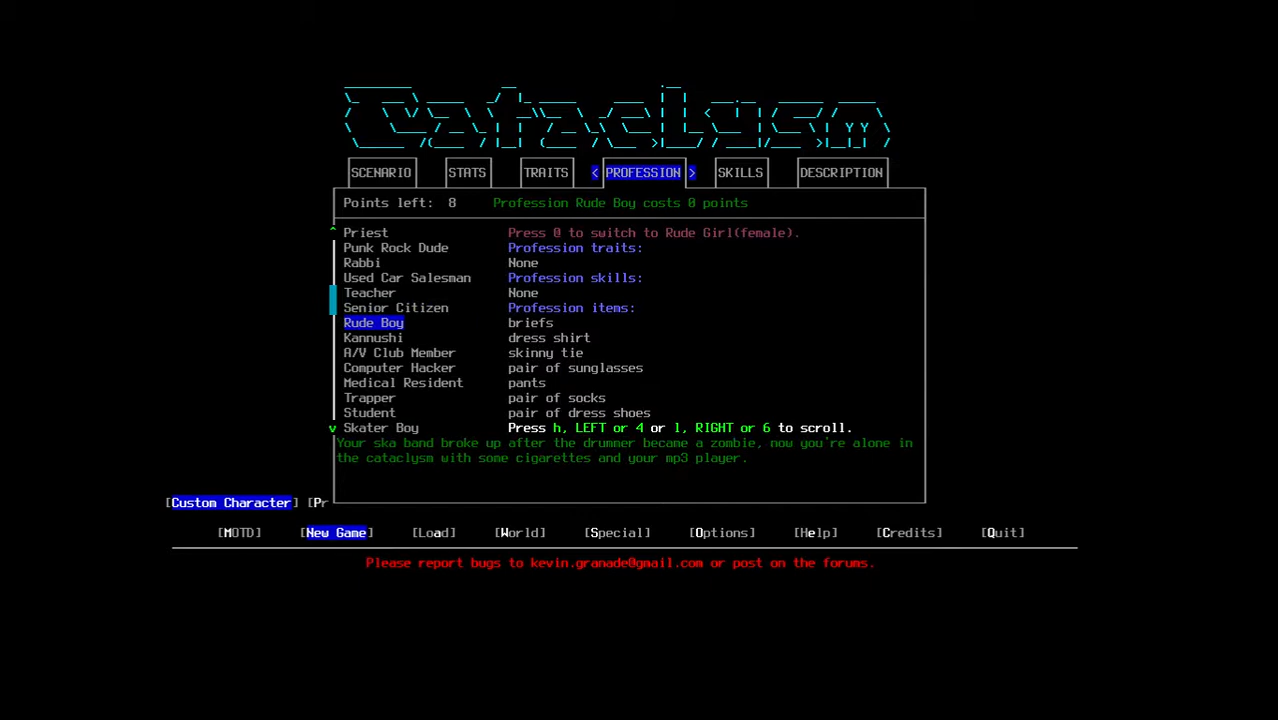 Cataclysm
SCENARIO STATS TRAITS < PROFESSION > SKILLS DESCRIPTION
Points left: 8 Profession Rude Boy costs 0 points
^ Priest Press @ to switch to Rude Girl(female).
Punk Rock Dude Profession traits:
Rabbi None
Used Car Salesman Profession skills:
Teacher None
Senior Citizen Profession items:
Rude Boy briefs
Kannushi dress shirt
A/V Club Member skinny tie
Computer Hacker pair of sunglasses
Medical Resident pants
Trapper pair of socks
Student pair of dress shoes
v Skater Boy Press h, LEFT or 4 or l, RIGHT or 6 to scroll.
Your ska band broke up after the drummer became a zombie, now you're alone in
the cataclysm with some cigarettes and your mp3 player.
[Custom Character] [Pr
[MOTD] [New Game] [Load] [World] [Special] [Options] [Help] [Credits] [Quit]
Please report bugs to kevin.granade@gmail.com or post on the forums.